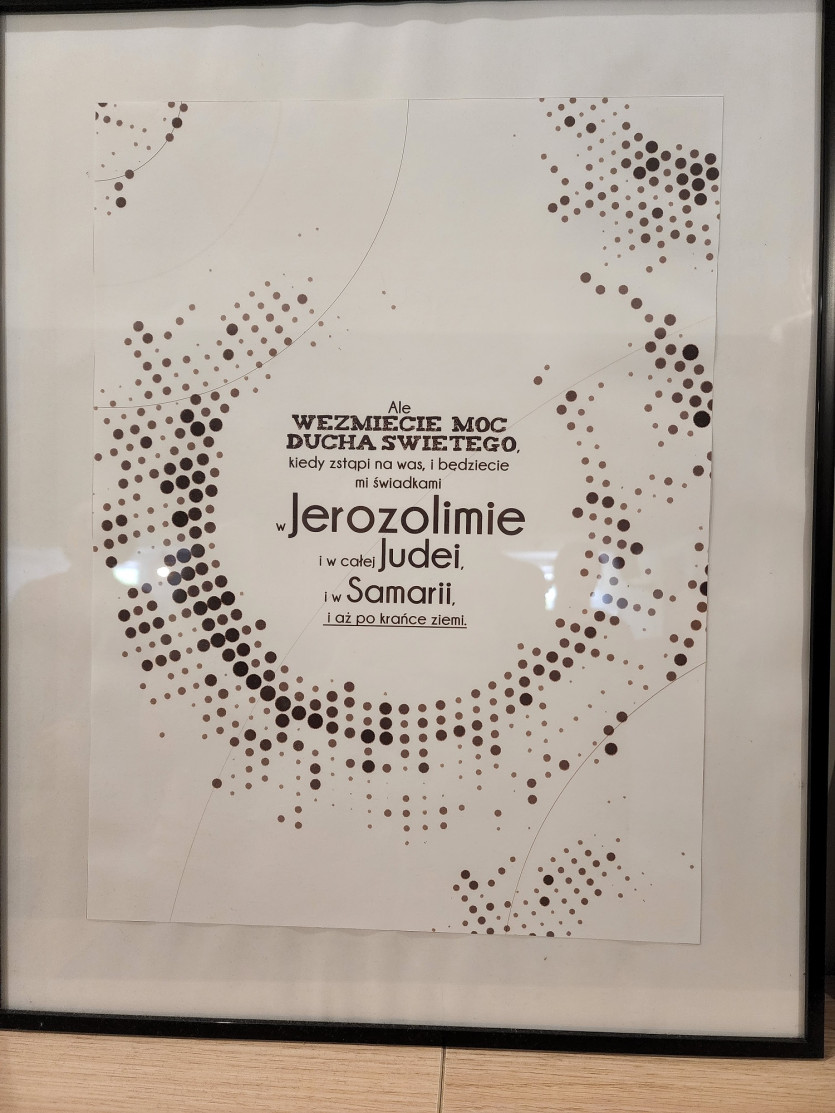 Ale
WEZMIECIE MOC
DUCHA SWIETEGO,
kiedy zstąpi na was, i bedziecie
mi świadkami
w Jerozolimie
i w całej Judei,
i w Samarii,
i aż po krańce ziemi.